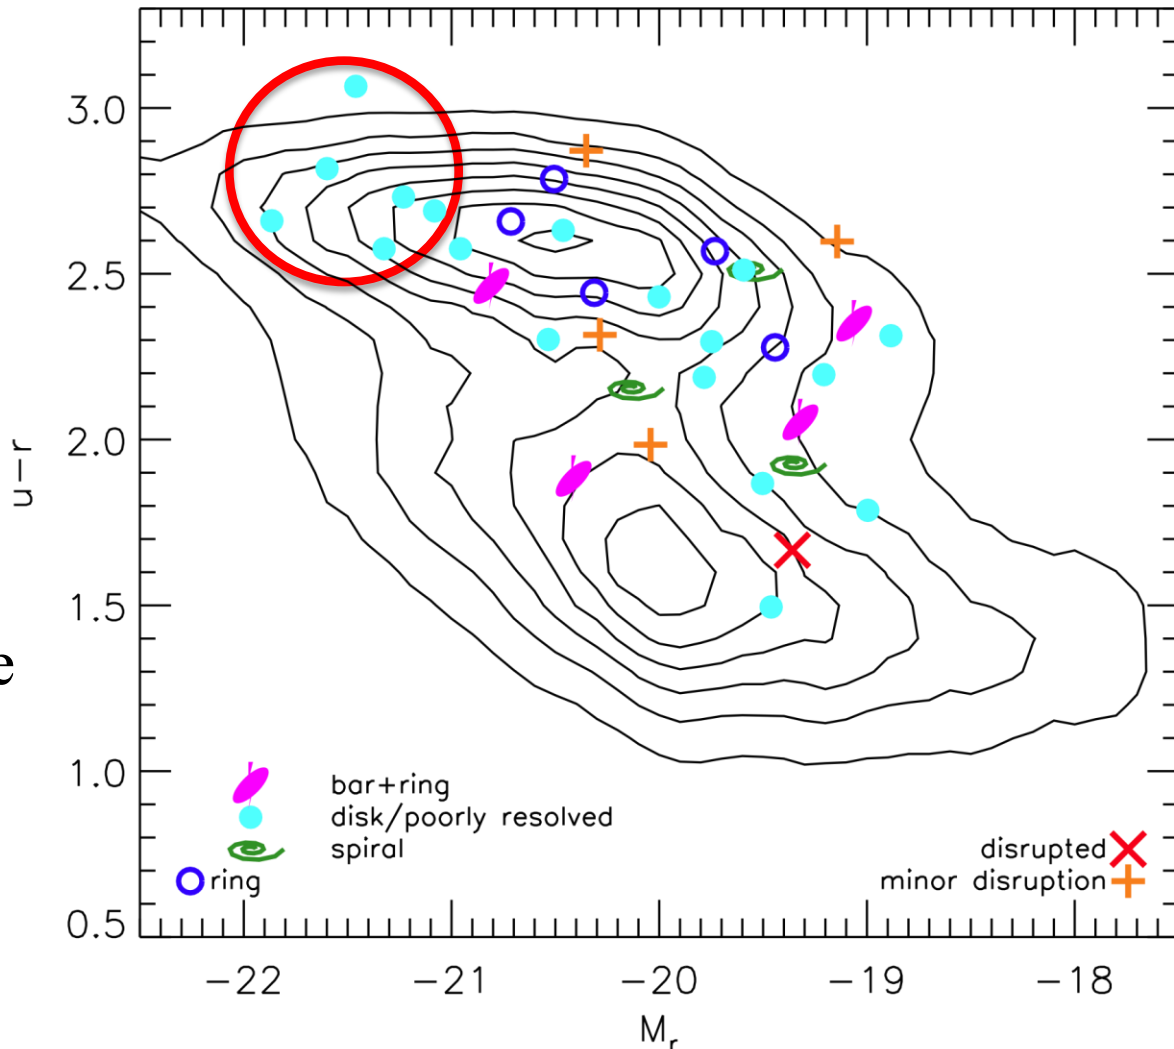 3.0
2.5
2.0
1.5
1.0
0.5
u−r
e
bar+ring
disk/poorly resolved
spiral
ring
disrupted
minor disruption
−22
−21
−20
−19
−18
Mr